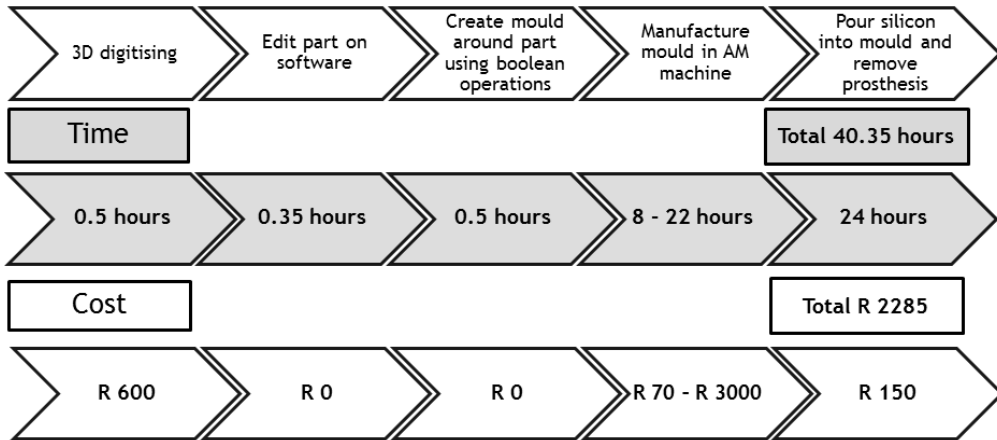 3D digitising
Edit part on
software
Create mould
around part
using boolean
operations
Manufacture
mould in AM
machine
Pour silicon
into mould and
remove
prosthesis
Time
Total 40.35 hours
0.5 hours
0.35 hours
0.5 hours
8 - 22 hours
24 hours
Cost
Total R 2285
R 600
R 0
R 0
R 70 - R 3000
R 150